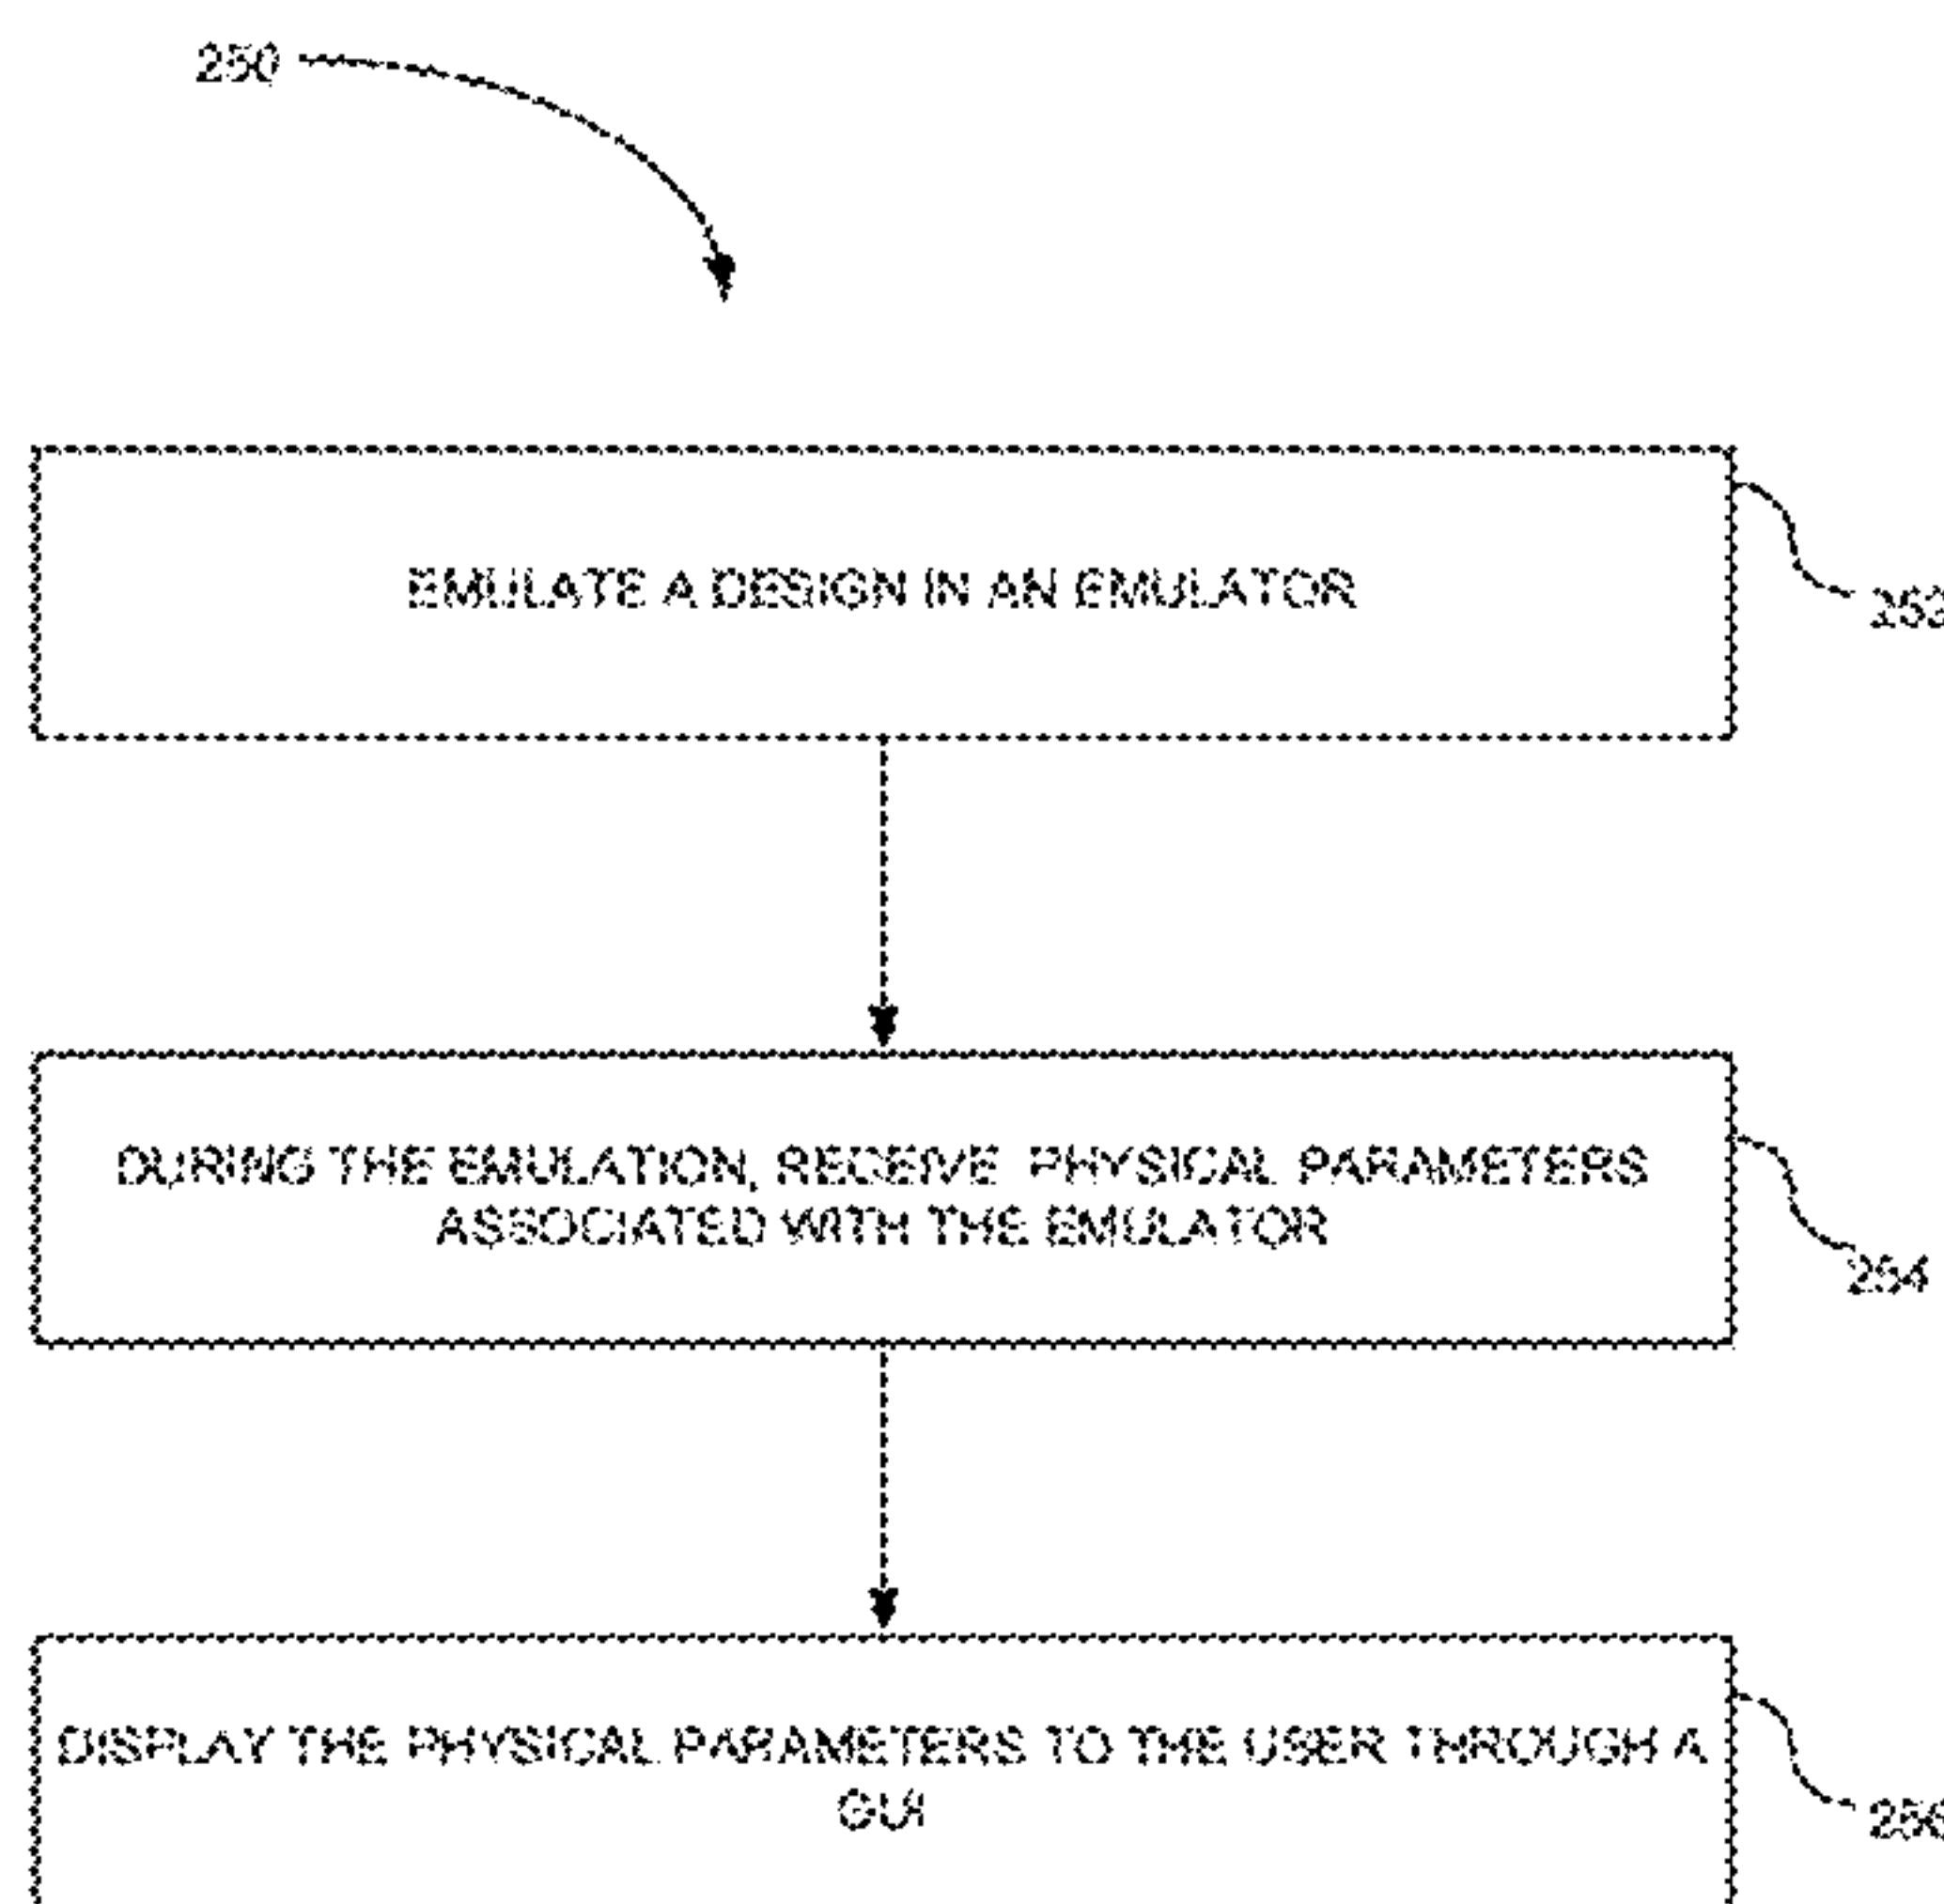 250
EMULATE A DESIGN IN AN EMULATOR
DURING THE EMULATION, RECEIVE PHYSICAL PARAMETERS
ASSOCIATED WITH THE EMULATOR
254
DISPLAY THE PHYSICAL PARAMETERS TO THE USER THROUGH A
GUI